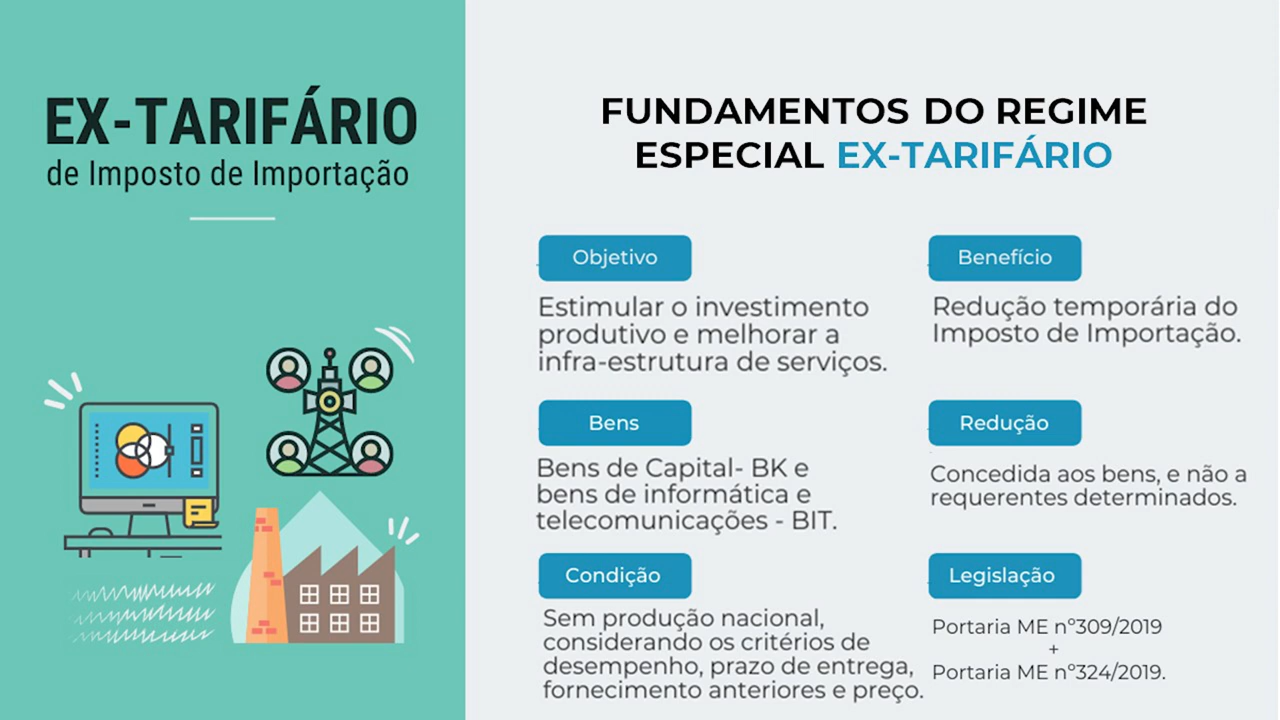 EX-TARIFÁRIO
de Imposto de Importação
FUNDAMENTOS DO REGIME
ESPECIAL EX-TARIFÁRIO
Objetivo
Estimular o investimento
produtivo e melhorar a
infra-estrutura de serviços.
Benefício
Redução temporária do
Imposto de Importação.
Bens
Bens de Capital- BK e
bens de informática e
telecomunicações - BIT.
Redução
Concedida aos bens, e não a
requerentes determinados.
Condição
Sem produção nacional,
considerando os critérios de
desempenho, prazo de entrega,
fornecimento anteriores e preço.
Legislação
Portaria ME nº309/2019
+
Portaria ME nº324/2019.